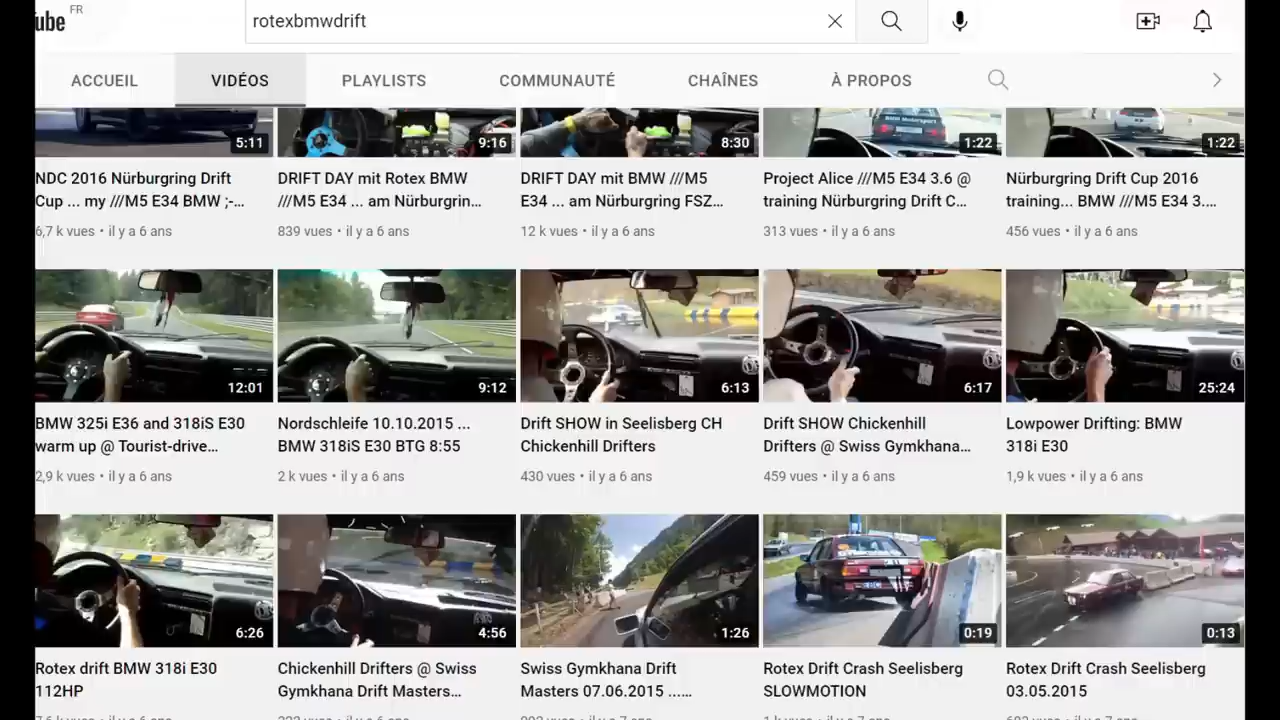 ube FR
rotexbmwdrift
ACCUEIL VIDÉOS PLAYLISTS COMMUNAUTÉ CHAÎNES À PROPOS
5:11 9:16 8:30 1:22 1:22
NDC 2016 Nürburgring Drift
Cup ... my ///M5 E34 BMW ;-...
6,7 k vues • il y a 6 ans
DRIFT DAY mit Rotex BMW
///M5 E34 ... am Nürburgrin...
839 vues • il y a 6 ans
DRIFT DAY mit BMW ///M5
E34 ... am Nürburgring FSZ...
12 k vues • il y a 6 ans
BMW Motorsport
Project Alice ///M5 E34 3.6 @
training Nürburgring Drift C...
313 vues • il y a 6 ans
Nürburgring Drift Cup 2016
training... BMW ///M5 E34 3....
456 vues • il y a 6 ans
12:01 9:12 6:13 6:17 25:24
BMW 325i E36 and 318iS E30
warm up @ Tourist-drive...
2,9 k vues • il y a 6 ans
Nordschleife 10.10.2015 ...
BMW 318iS E30 BTG 8:55
2 k vues • il y a 6 ans
Drift SHOW in Seelisberg CH
Chickenhill Drifters
430 vues • il y a 6 ans
Drift SHOW Chickenhill
Drifters @ Swiss Gymkhana...
459 vues • il y a 6 ans
Lowpower Drifting: BMW
318i E30
1,9 k vues • il y a 6 ans
6:26 4:56 1:26 0:19 0:13
Rotex drift BMW 318i E30
112HP
Chickenhill Drifters @ Swiss
Gymkhana Drift Masters...
Swiss Gymkhana Drift
Masters 07.06.2015 ......
Rotex Drift Crash Seelisberg
SLOWMOTION
Rotex Drift Crash Seelisberg
03.05.2015